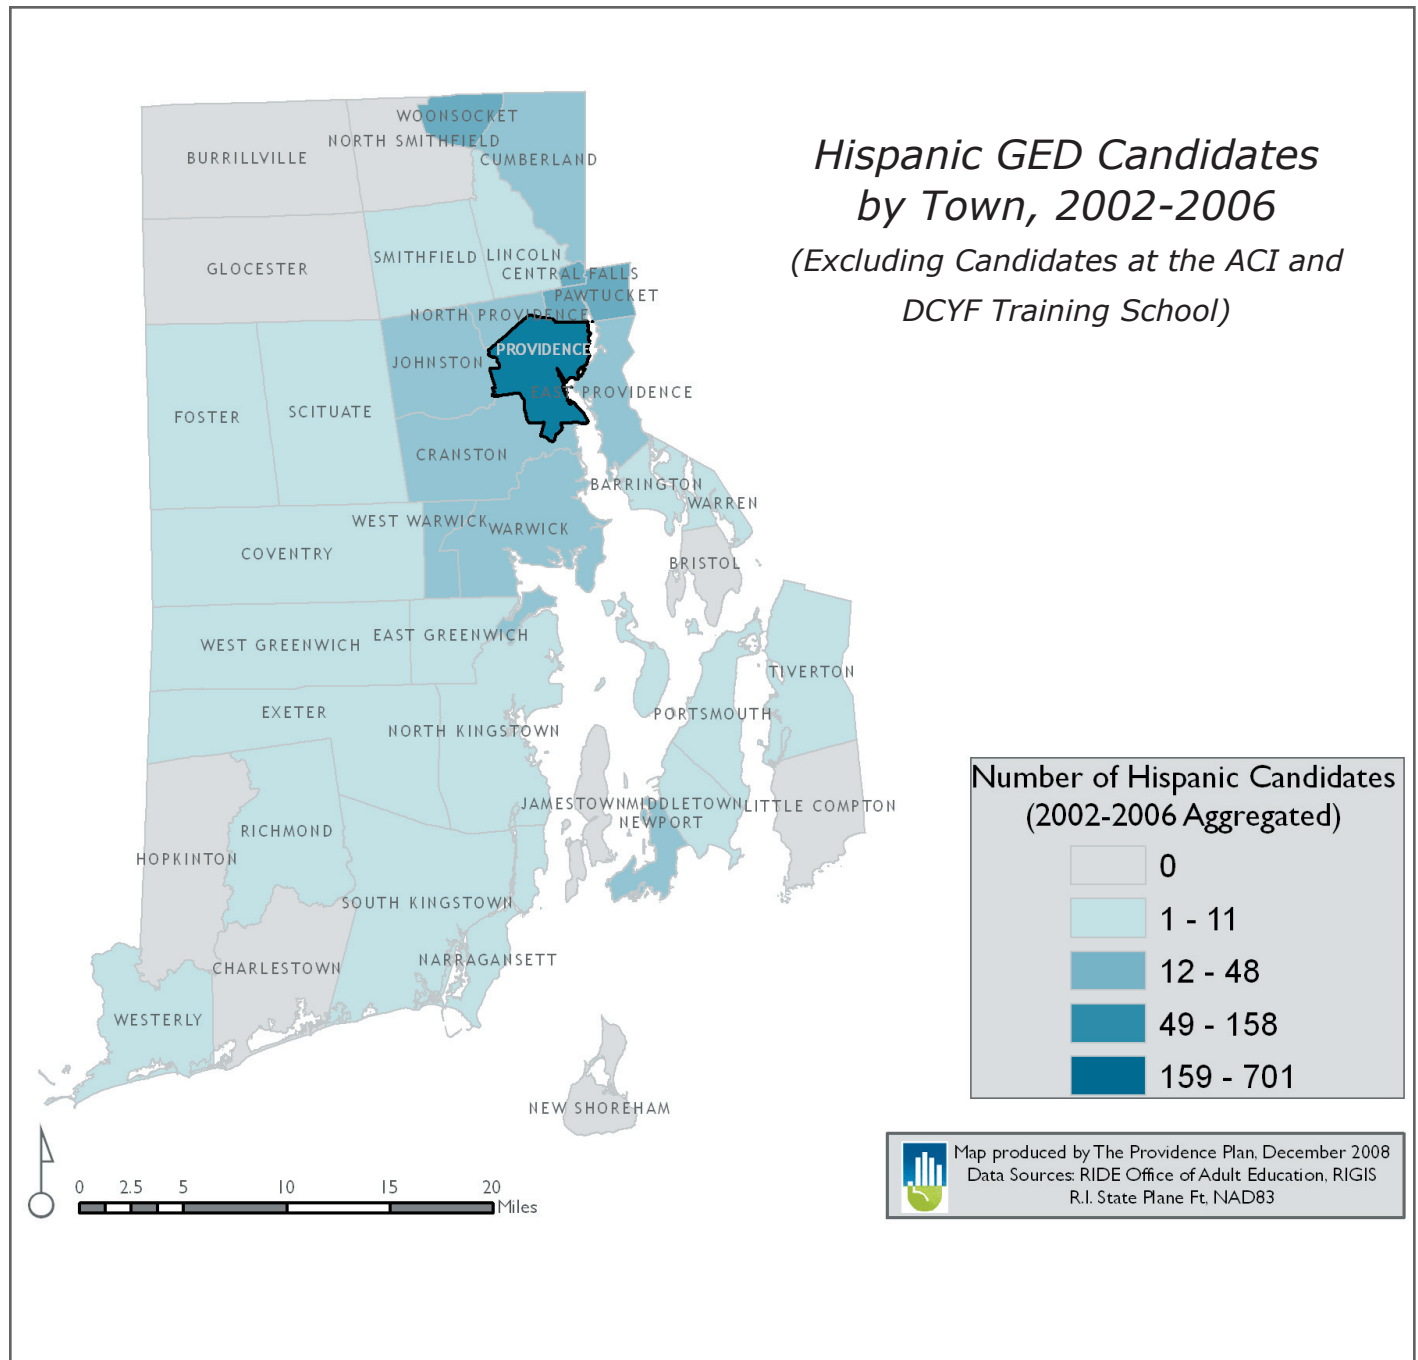 Hispanic GED Candidates
by Town, 2002-2006
(Excluding Candidates at the ACI and
DCYF Training School)
WOONSOCKET
NORTH SMITHFIELD
BURRILLVILLE
CUMBERLAND
GLOCESTER
SMITHFIELD
LINCOLN
CENTRAL FALLS
PAWTUCKET
NORTH PROVIDENCE
PROVIDENCE
JOHNSTON
EAST PROVIDENCE
FOSTER
SCITUATE
CRANSTON
BARRINGTON
WARREN
WEST WARWICK
WARWICK
COVENTRY
BRISTOL
WEST GREENWICH
EAST GREENWICH
TIVERTON
EXETER
PORTSMOUTH
NORTH KINGSTOWN
JAMESTOWN
MIDDLETOWN
LITTLE COMPTON
NEWPORT
RICHMOND
HOPKINTON
SOUTH KINGSTOWN
NARRAGANSETT
CHARLESTOWN
WESTERLY
NEW SHOREHAM
Number of Hispanic Candidates
(2002-2006 Aggregated)
0
1 - 11
12 - 48
49 - 158
159 - 701
Map produced by The Providence Plan, December 2008
Data Sources: RIDE Office of Adult Education, RIGIS
R.I. State Plane Ft, NAD83
0 2.5 5 10 15 20
Miles